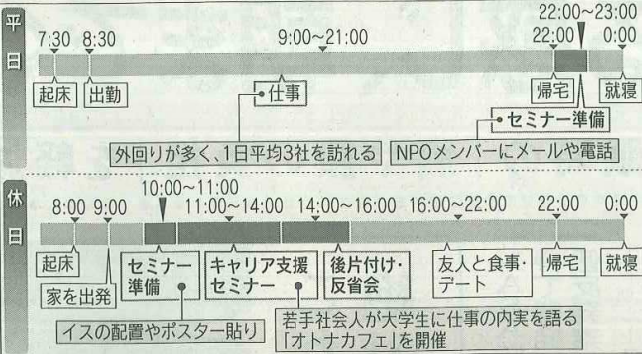 平日
22:00~23:00
7:30 8:30 9:00~21:00 22:00 0:00
起床 出勤 仕事 帰宅 就寝
セミナー準備
外回りが多く、1日平均3社を訪れる
NPOメンバーにメールや電話
休日
10:00~11:00
8:00 9:00 11:00~14:00 14:00~16:00 16:00~22:00 22:00 0:00
起床
家を出発
セミナー
準備
キャリア支援
セミナー
後片付け・
反省会
友人と食事・
デート
帰宅
就寝
イスの配置やポスター貼り
若手社会人が大学生に仕事の内実を語る
「オトナカフェ」を開催